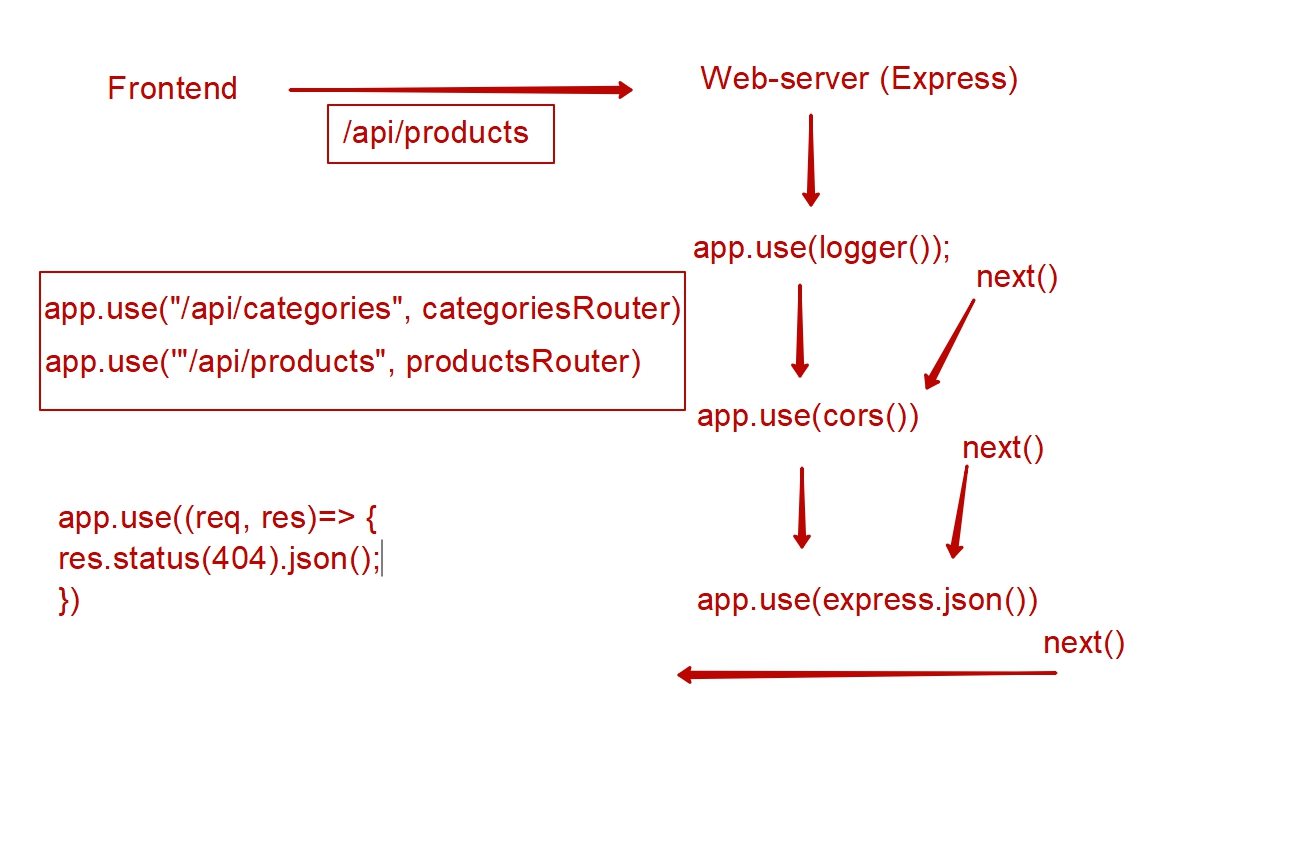 Frontend
Web-server (Express)
/api/products
app.use(logger());
next()
app.use("/api/categories", categoriesRouter)
app.use('"/api/products", productsRouter)
app.use(cors())
next()
app.use((req, res)=> {
res.status(404).json();
})
app.use(express.json())
next()